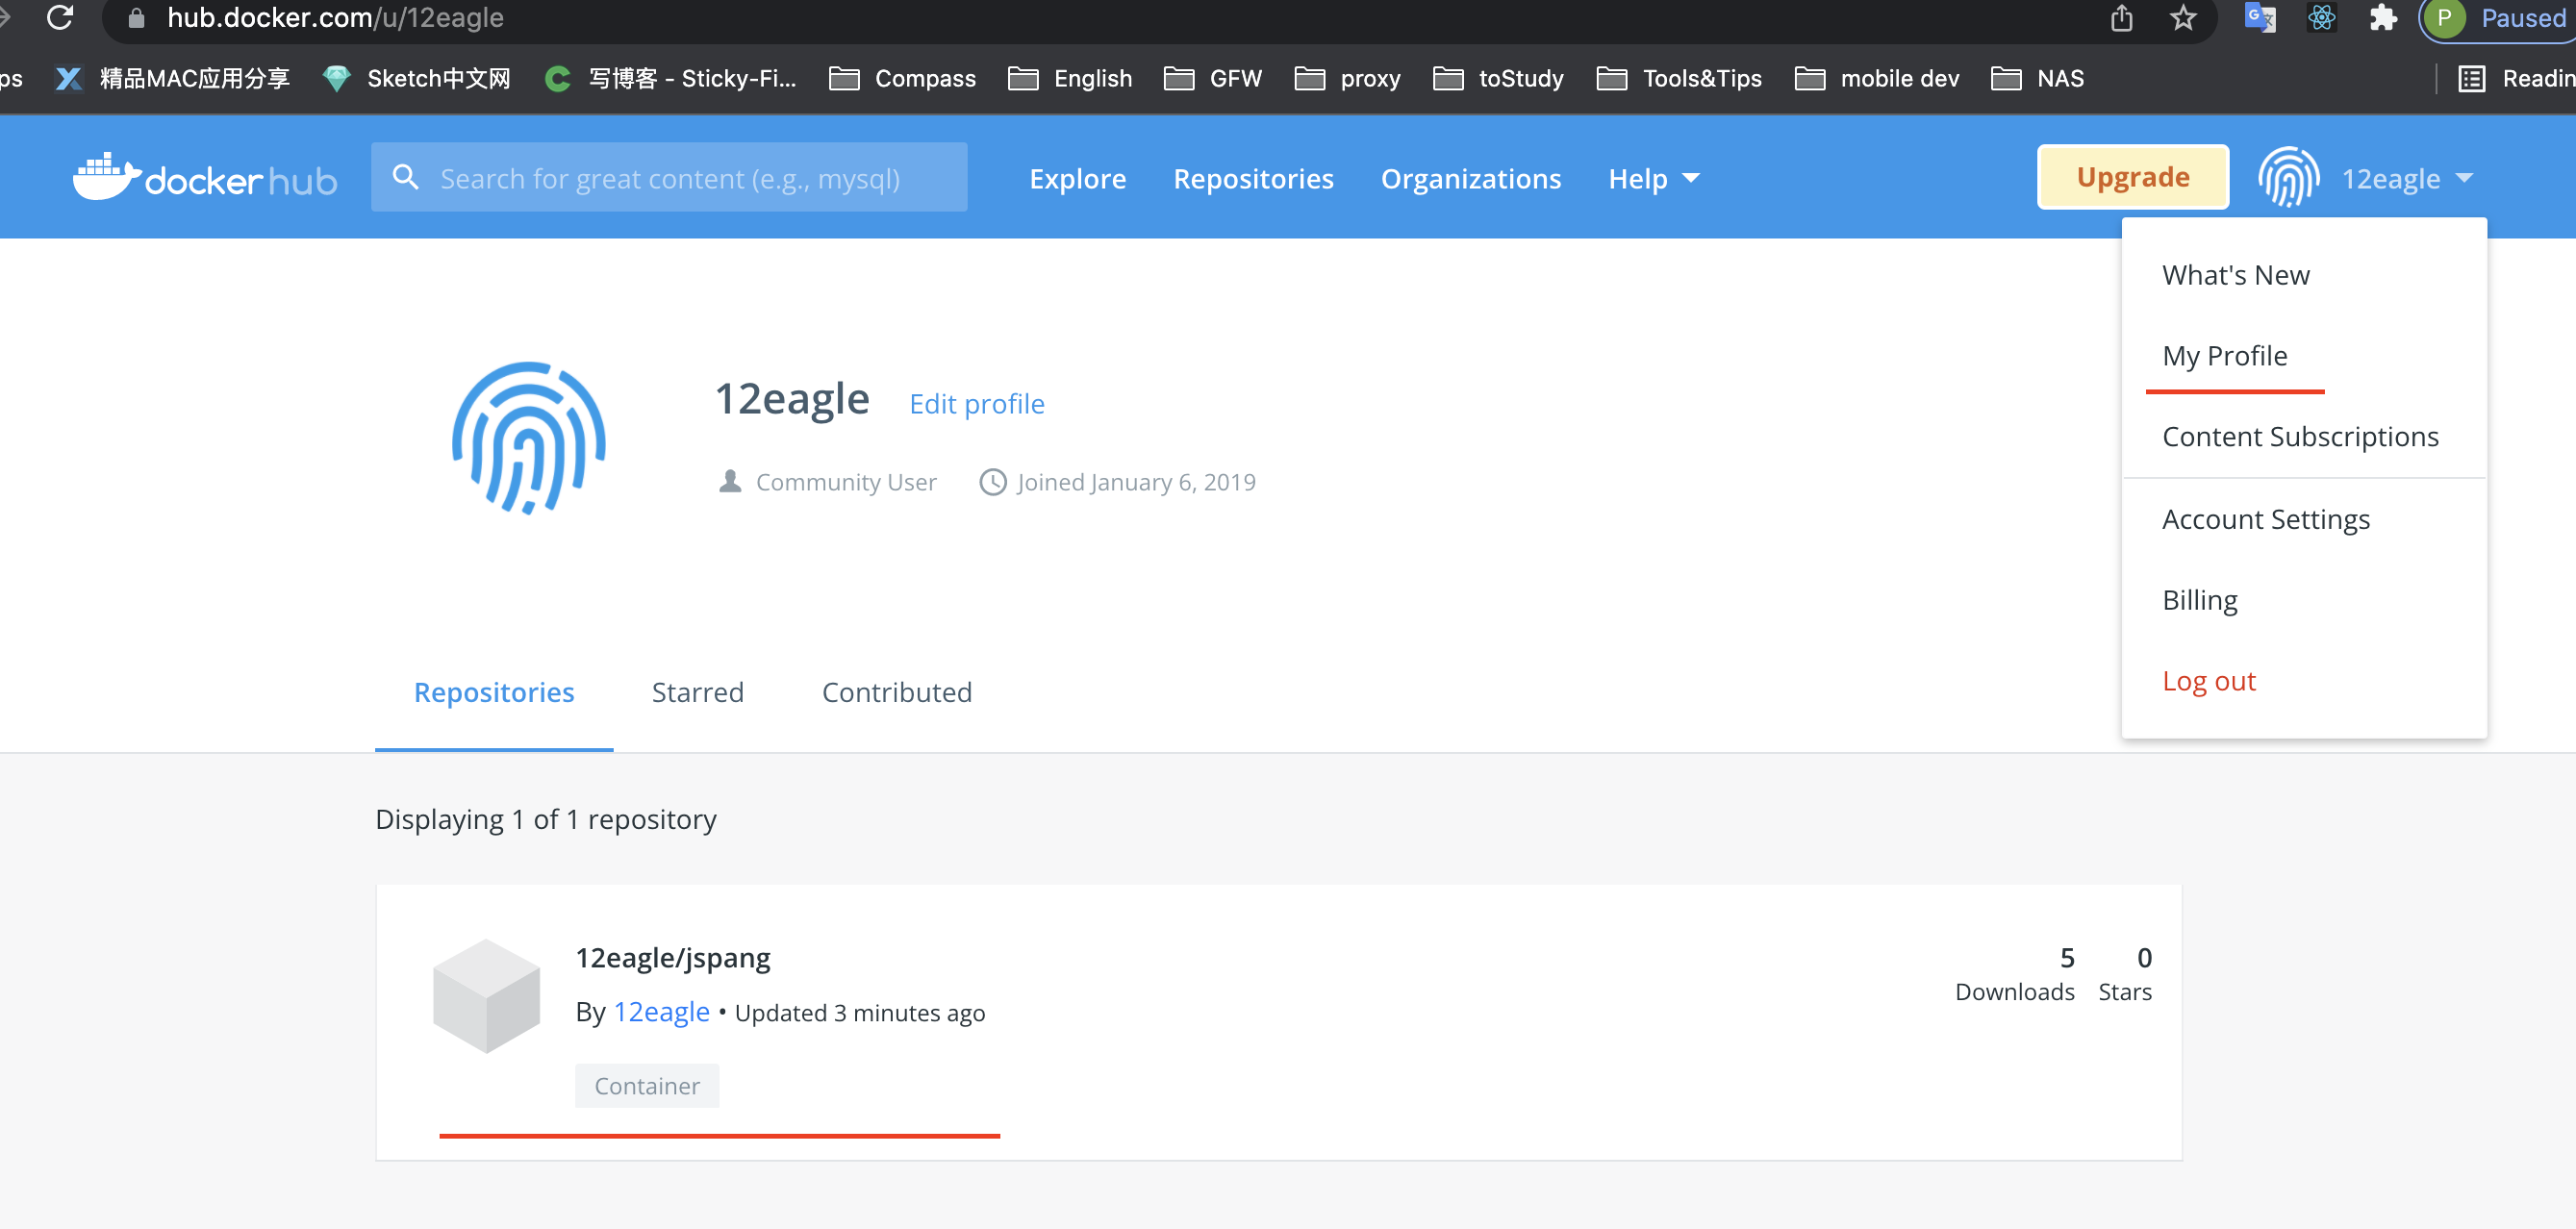 hub.docker.com/u/12eagle
P Paused
ps 精品MAC应用分享 Sketch中文网 写博客 - Sticky-Fi... Compass English GFW proxy toStudy Tools&Tips mobile dev NAS Readin
docker hub Search for great content (e.g., mysql) Explore Repositories Organizations Help Upgrade 12eagle
What's New
My Profile
Content Subscriptions
Account Settings
Billing
Log out
12eagle Edit profile
Community User Joined January 6, 2019
Repositories Starred Contributed
Displaying 1 of 1 repository
12eagle/jspang
By 12eagle • Updated 3 minutes ago
Container
5 0
Downloads Stars